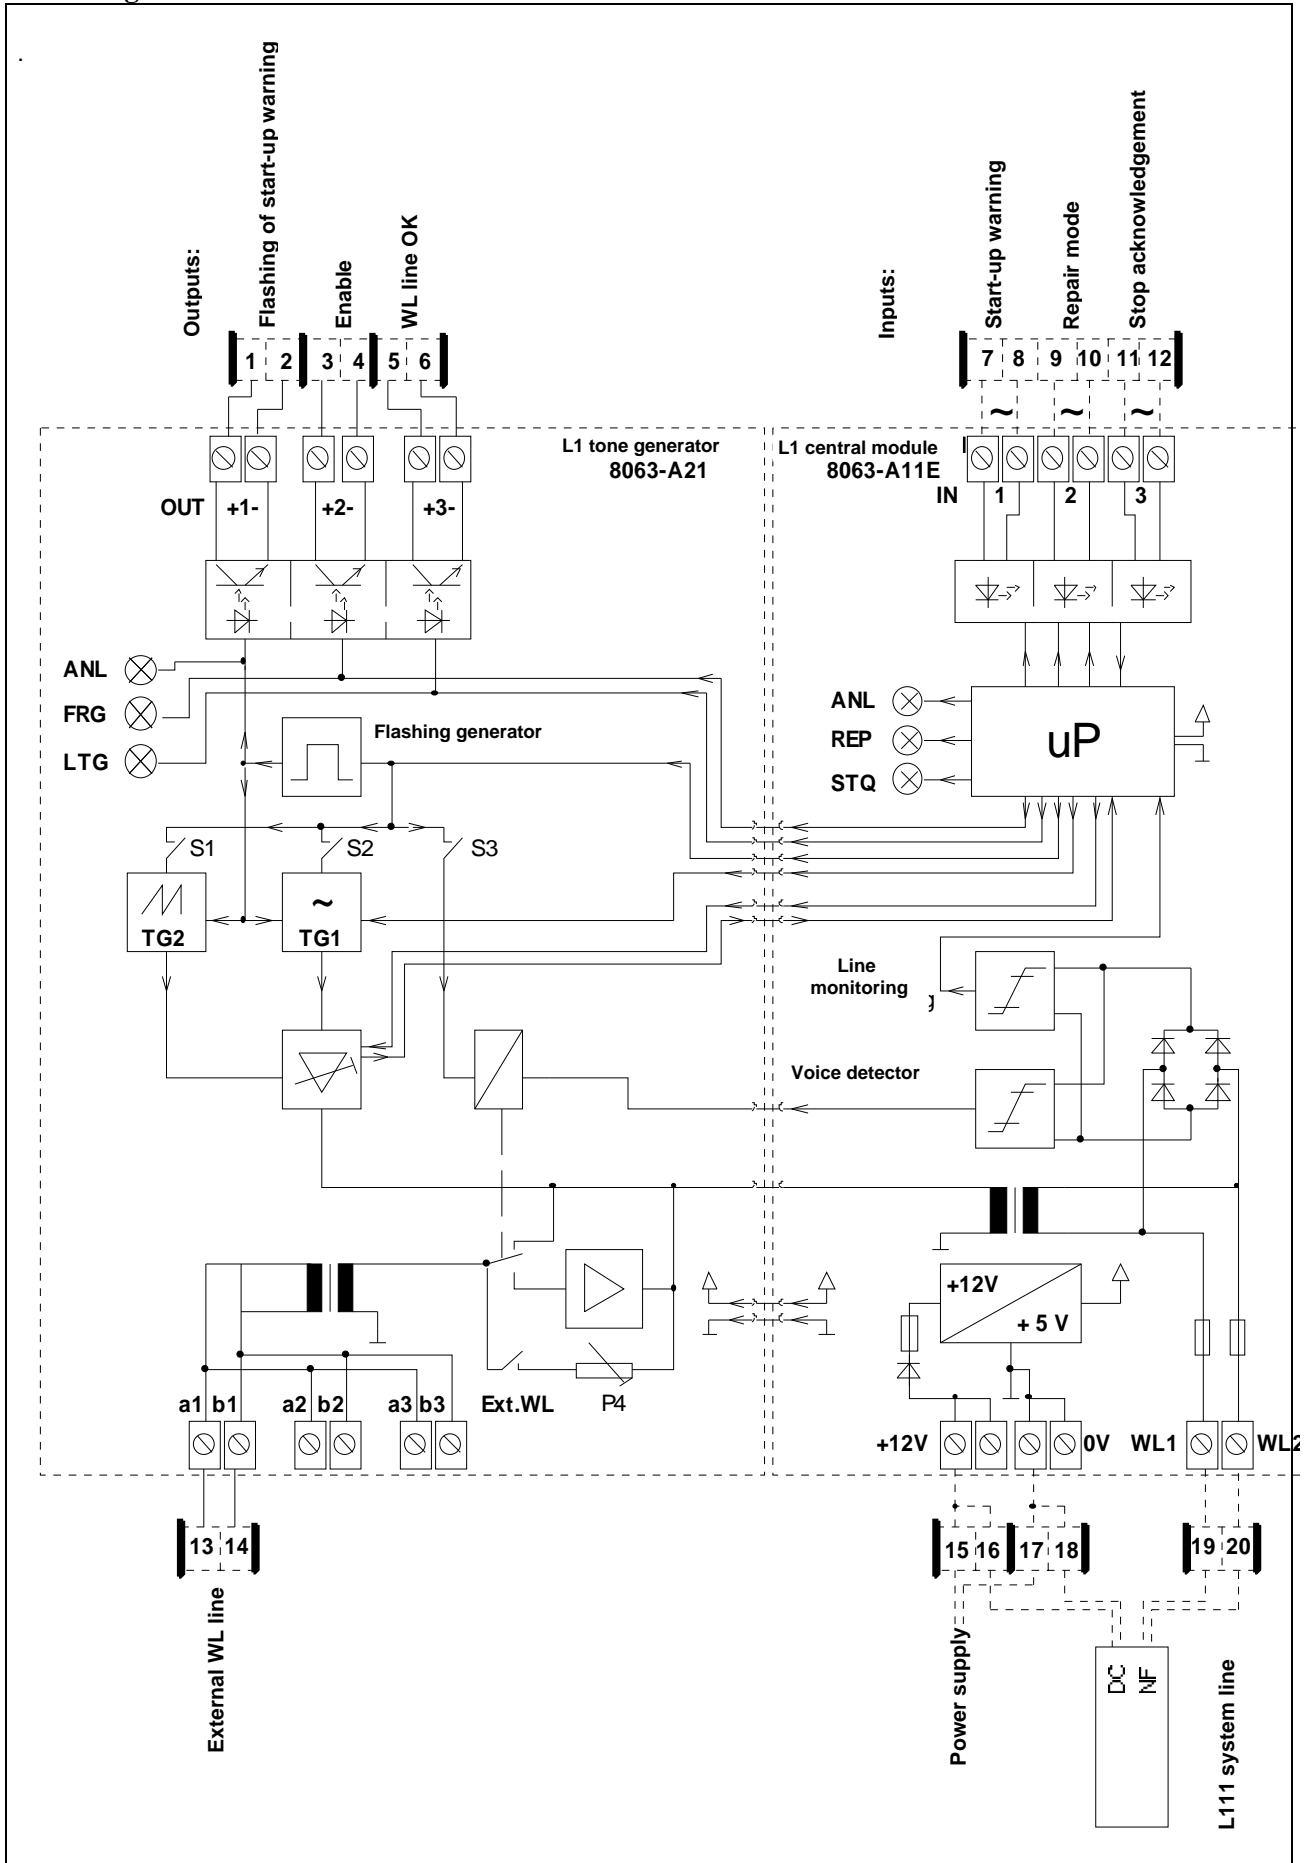 Outputs:
Flashing of start-up warning
Enable
WL line OK
Inputs:
Start-up warning
Repair mode
Stop acknowledgement
1 2 3 4 5 6
7 8 9 10 11 12
~ ~ ~
L1 tone generator
8063-A21
L1 central module
8063-A11E
OUT +1- +2- +3-
IN 1 2 3
ANL
FRG
LTG
Flashing generator
ANL
REP
STQ
uP
S1 S2 S3
TG2
~
TG1
Line
monitoring
Voice detector
+12V
+ 5 V
a1 b1 a2 b2 a3 b3
Ext.WL
P4
+12V 0V WL1 WL2
13 14
15 16 17 18 19 20
External WL line
Power supply
DC
NF
L111 system line